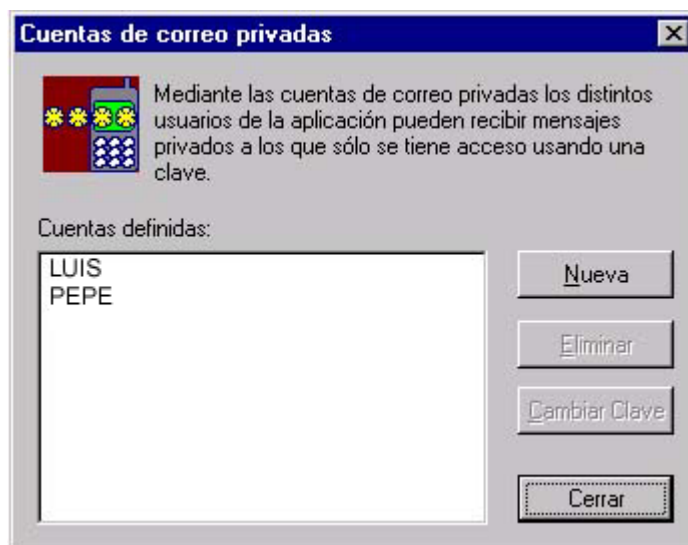 Cuentas de correo privadas
Mediante las cuentas de correo privadas los distintos
usuarios de la aplicación pueden recibir mensajes
privados a los que sólo se tiene acceso usando una
clave.
Cuentas definidas:
LUIS
PEPE
Nueva
Eliminar
Cambiar Clave
Cerrar